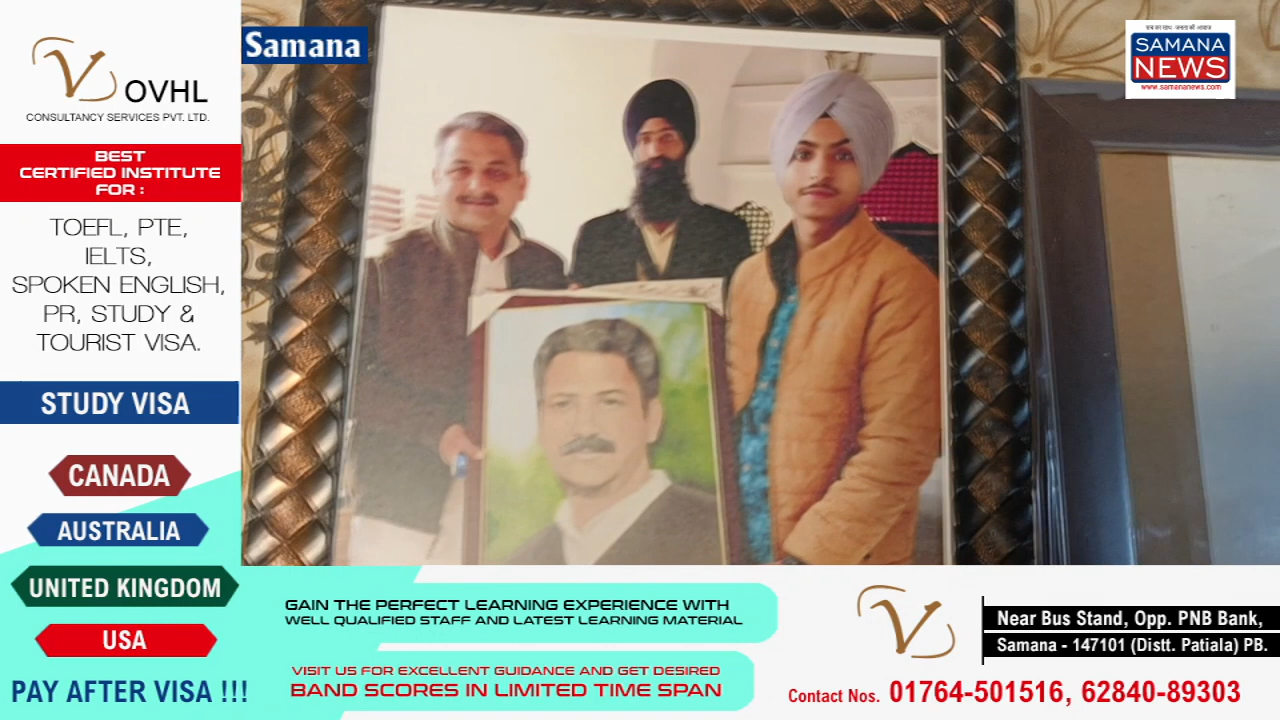 V OVHL
CONSULTANCY SERVICES PVT. LTD.
BEST
CERTIFIED INSTITUTE
FOR :
TOEFL, PTE,
IELTS,
SPOKEN ENGLISH,
PR, STUDY &
TOURIST VISA.
STUDY VISA
CANADA
AUSTRALIA
UNITED KINGDOM
USA
PAY AFTER VISA !!!
Samana
सच का साथ - जनता की आवाज
SAMANA
NEWS
www.samananews.com
GAIN THE PERFECT LEARNING EXPERIENCE WITH
WELL QUALIFIED STAFF AND LATEST LEARNING MATERIAL
VISIT US FOR EXCELLENT GUIDANCE AND GET DESIRED
BAND SCORES IN LIMITED TIME SPAN
V
Near Bus Stand, Opp. PNB Bank,
Samana - 147101 (Distt. Patiala) PB.
Contact Nos. 01764-501516, 62840-89303